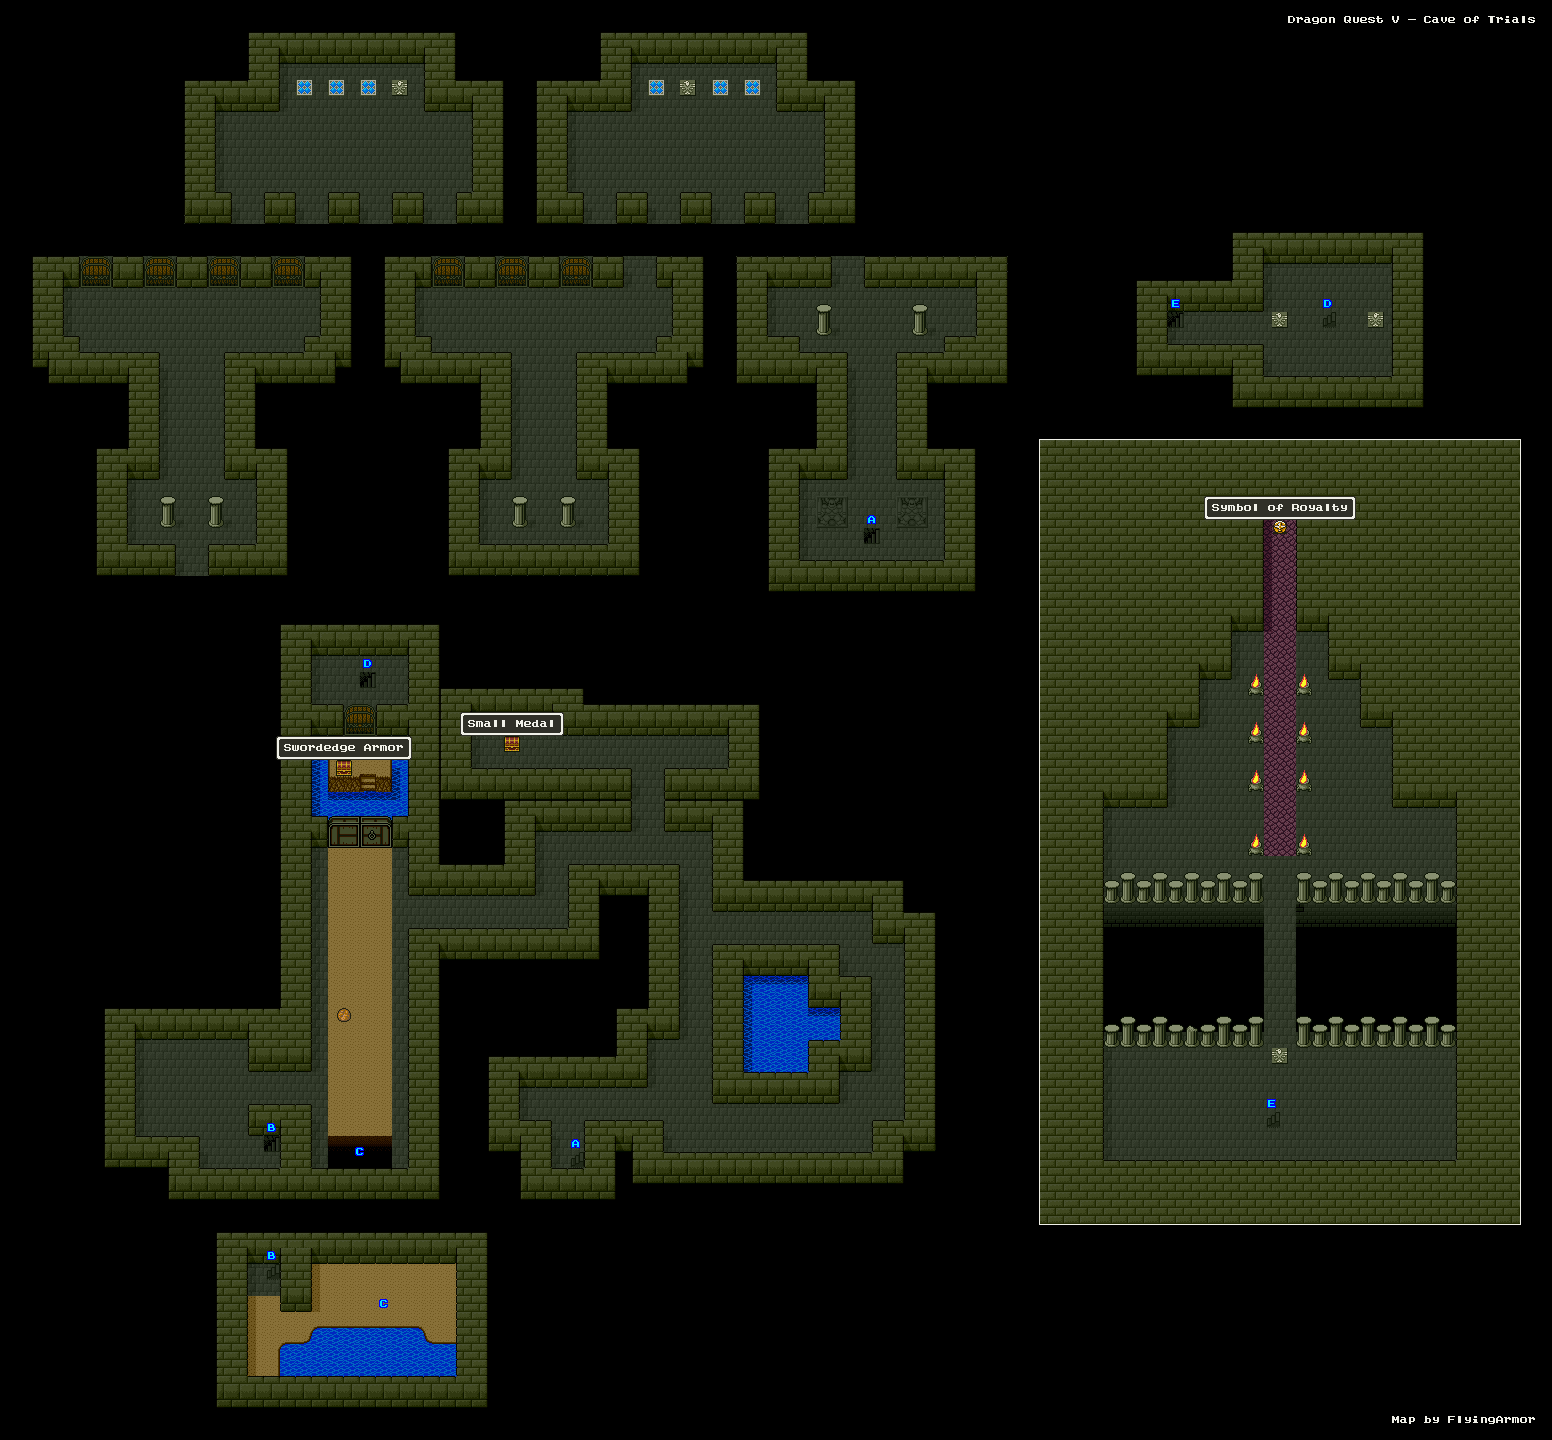 Dragon Quest V – Cave of Trials
E
D
Symbol of Royalty
A
D
Small Medal
Swordedge Armor
E
B
A
C
B
C
Map by FlyingArmor